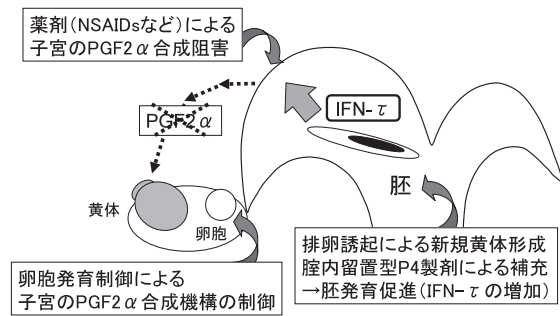 薬剤（NSAIDsなど）による
子宮のPGF2α合成阻害
PGF2α
IFN-τ
胚
黄体
卵胞
卵胞発育制御による
子宮のPGF2α合成機構の制御
排卵誘起による新規黄体形成
腟内留置型P4製剤による補充
→胚発育促進（IFN-τの増加）